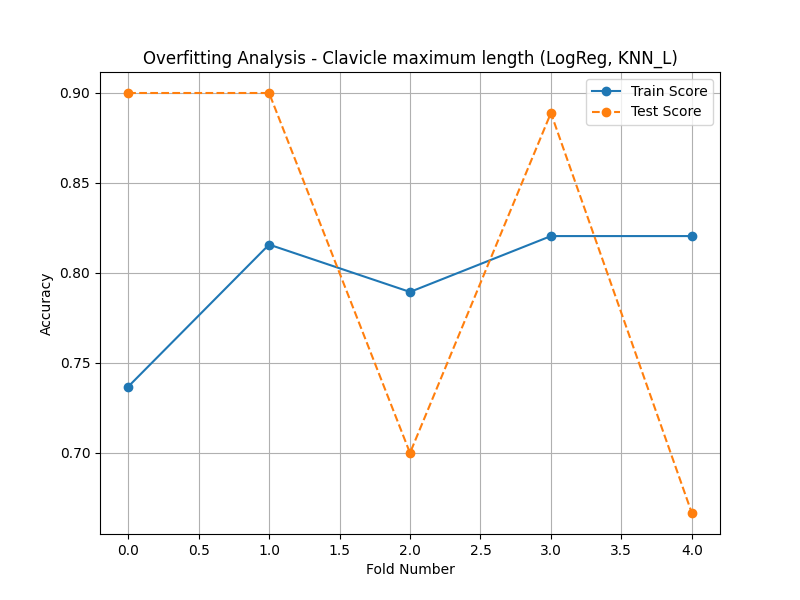 Overfitting Analysis - Clavicle maximum length (LogReg, KNN_L)
Train Score
Test Score
Accuracy
0.90
0.85
0.80
0.75
0.70
0.0 0.5 1.0 1.5 2.0 2.5 3.0 3.5 4.0
Fold Number